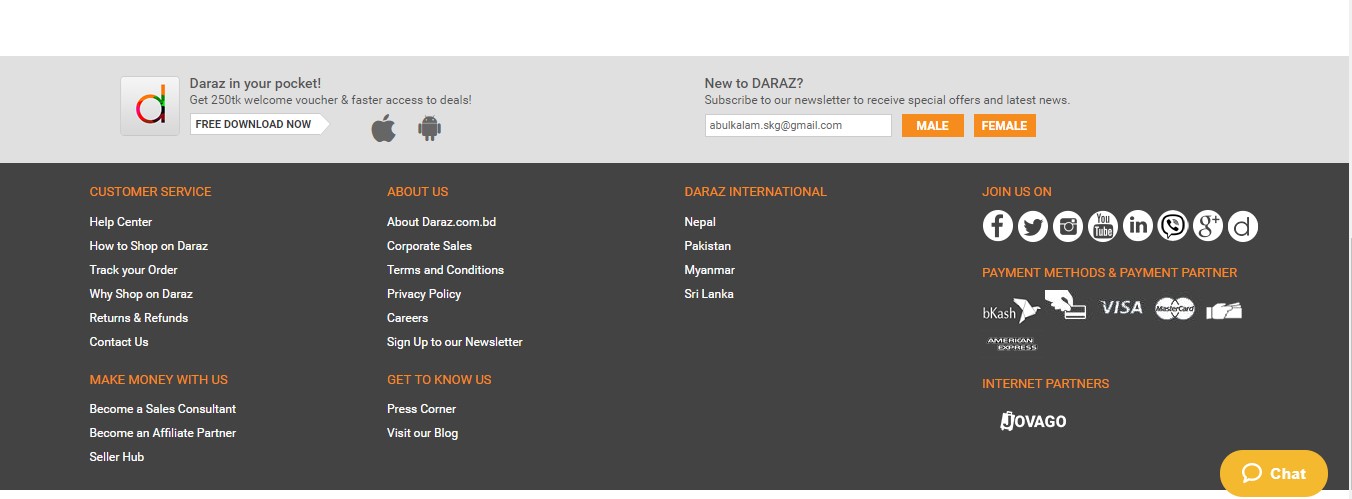 Daraz in your pocket!
Get 250tk welcome voucher & faster access to deals!
FREE DOWNLOAD NOW
New to DARAZ?
Subscribe to our newsletter to receive special offers and latest news.
abulkalam.skg@gmail.com
MALE
FEMALE
CUSTOMER SERVICE
Help Center
How to Shop on Daraz
Track your Order
Why Shop on Daraz
Returns & Refunds
Contact Us
MAKE MONEY WITH US
Become a Sales Consultant
Become an Affiliate Partner
Seller Hub
ABOUT US
About Daraz.com.bd
Corporate Sales
Terms and Conditions
Privacy Policy
Careers
Sign Up to our Newsletter
GET TO KNOW US
Press Corner
Visit our Blog
DARAZ INTERNATIONAL
Nepal
Pakistan
Myanmar
Sri Lanka
JOIN US ON
You
Tube
in
g+
d
PAYMENT METHODS & PAYMENT PARTNER
bKash
VISA
MasterCard
AMERICAN
EXPRESS
INTERNET PARTNERS
JOVAGO
Chat